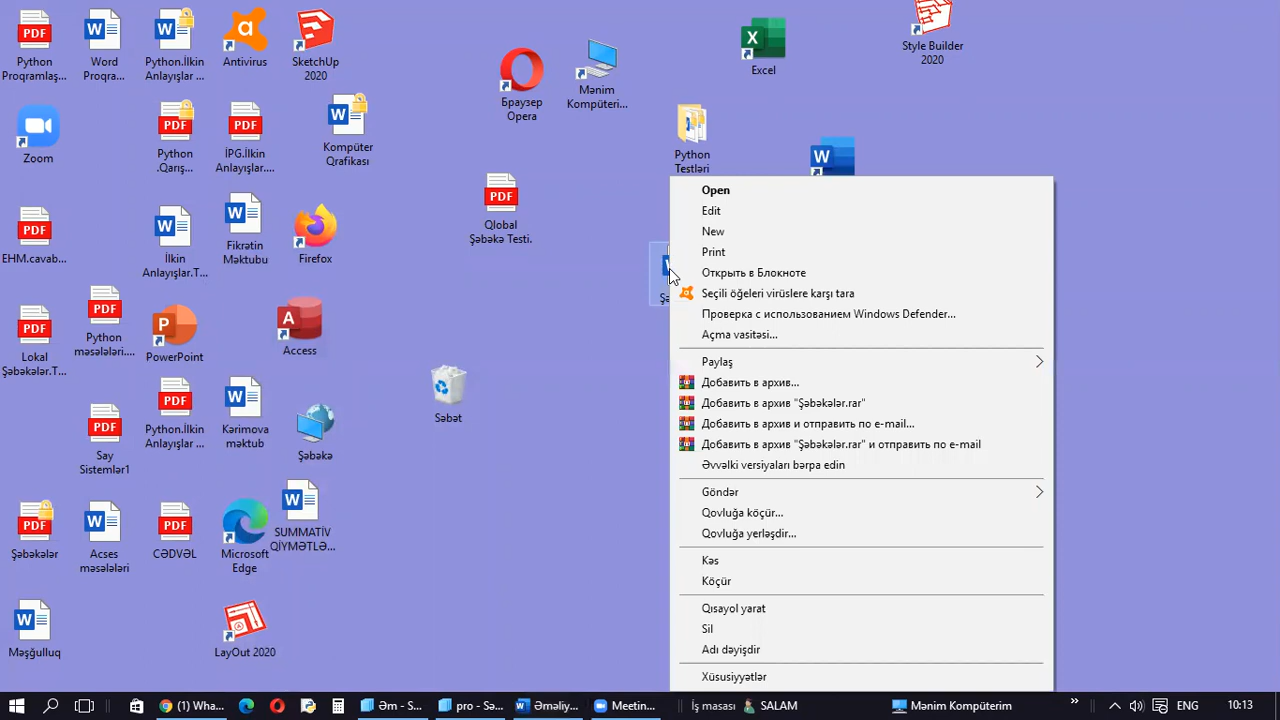 Python
Proqramlaş...
Word
Proqra...
Python.İlkin
Anlayışlar ...
Antivirus
SketchUp
2020
Браузер
Opera
Mənim
Kompüteri...
Excel
Style Builder
2020
Zoom
Python
.Qarış...
İPG.İlkin
Anlayışlar....
Kompüter
Qrafikası
Python
Testləri
Qlobal
Şəbəkə Testi.
EHM.cavab...
İlkin
Anlayışlar.T...
Fikrətin
Məktubu
Firefox
Lokal
Şəbəkələr.T...
Python
məsələləri....
PowerPoint
Access
Səbət
Say
Sistemlər1
Python.İlkin
Anlayışlar ...
Kərimova
məktub
Şəbəkə
Şəbəkələr
Acses
məsələləri
CƏDVƏL
Microsoft
Edge
SUMMATİV
QİYMƏTLƏ...
Məşğulluq
LayOut 2020
Open
Edit
New
Print
Открыть в Блокноте
Seçili öğeleri virüslere karşı tara
Проверка с использованием Windows Defender...
Açma vasitəsi...
Paylaş
Добавить в архив...
Добавить в архив "Şəbəkələr.rar"
Добавить в архив и отправить по e-mail...
Добавить в архив "Şəbəkələr.rar" и отправить по e-mail
Əvvəlki versiyaları bərpa edin
Göndər
Qovluğa köçür...
Qovluğa yerləşdir...
Kəs
Köçür
Qısayol yarat
Sil
Adı dəyişdir
Xüsusiyyətlər
(1) Wha... Əm - S... pro - S... Əməliy... Meetin... İş masası SALAM Mənim Kompüterim ENG 10:13